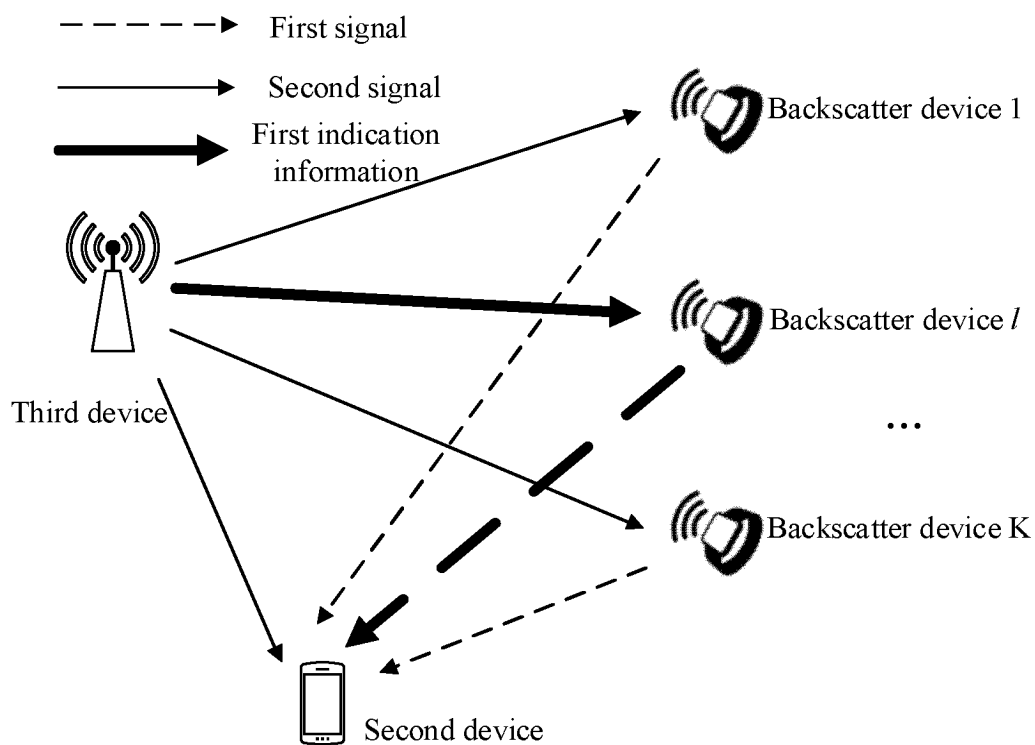 First signal
Second signal
First indication
information
Backscatter device 1
Backscatter device l
Third device
...
Backscatter device K
Second device